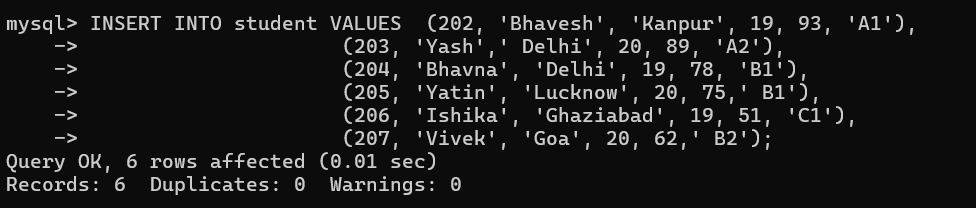 mysql> INSERT INTO student VALUES  (202, 'Bhavesh', 'Kanpur', 19, 93, 'A1'),
    ->                      (203, 'Yash',' Delhi', 20, 89, 'A2'),
    ->                      (204, 'Bhavna', 'Delhi', 19, 78, 'B1'),
    ->                      (205, 'Yatin', 'Lucknow', 20, 75,' B1'),
    ->                      (206, 'Ishika', 'Ghaziabad', 19, 51, 'C1'),
    ->                      (207, 'Vivek', 'Goa', 20, 62,' B2');
Query OK, 6 rows affected (0.01 sec)
Records: 6  Duplicates: 0  Warnings: 0